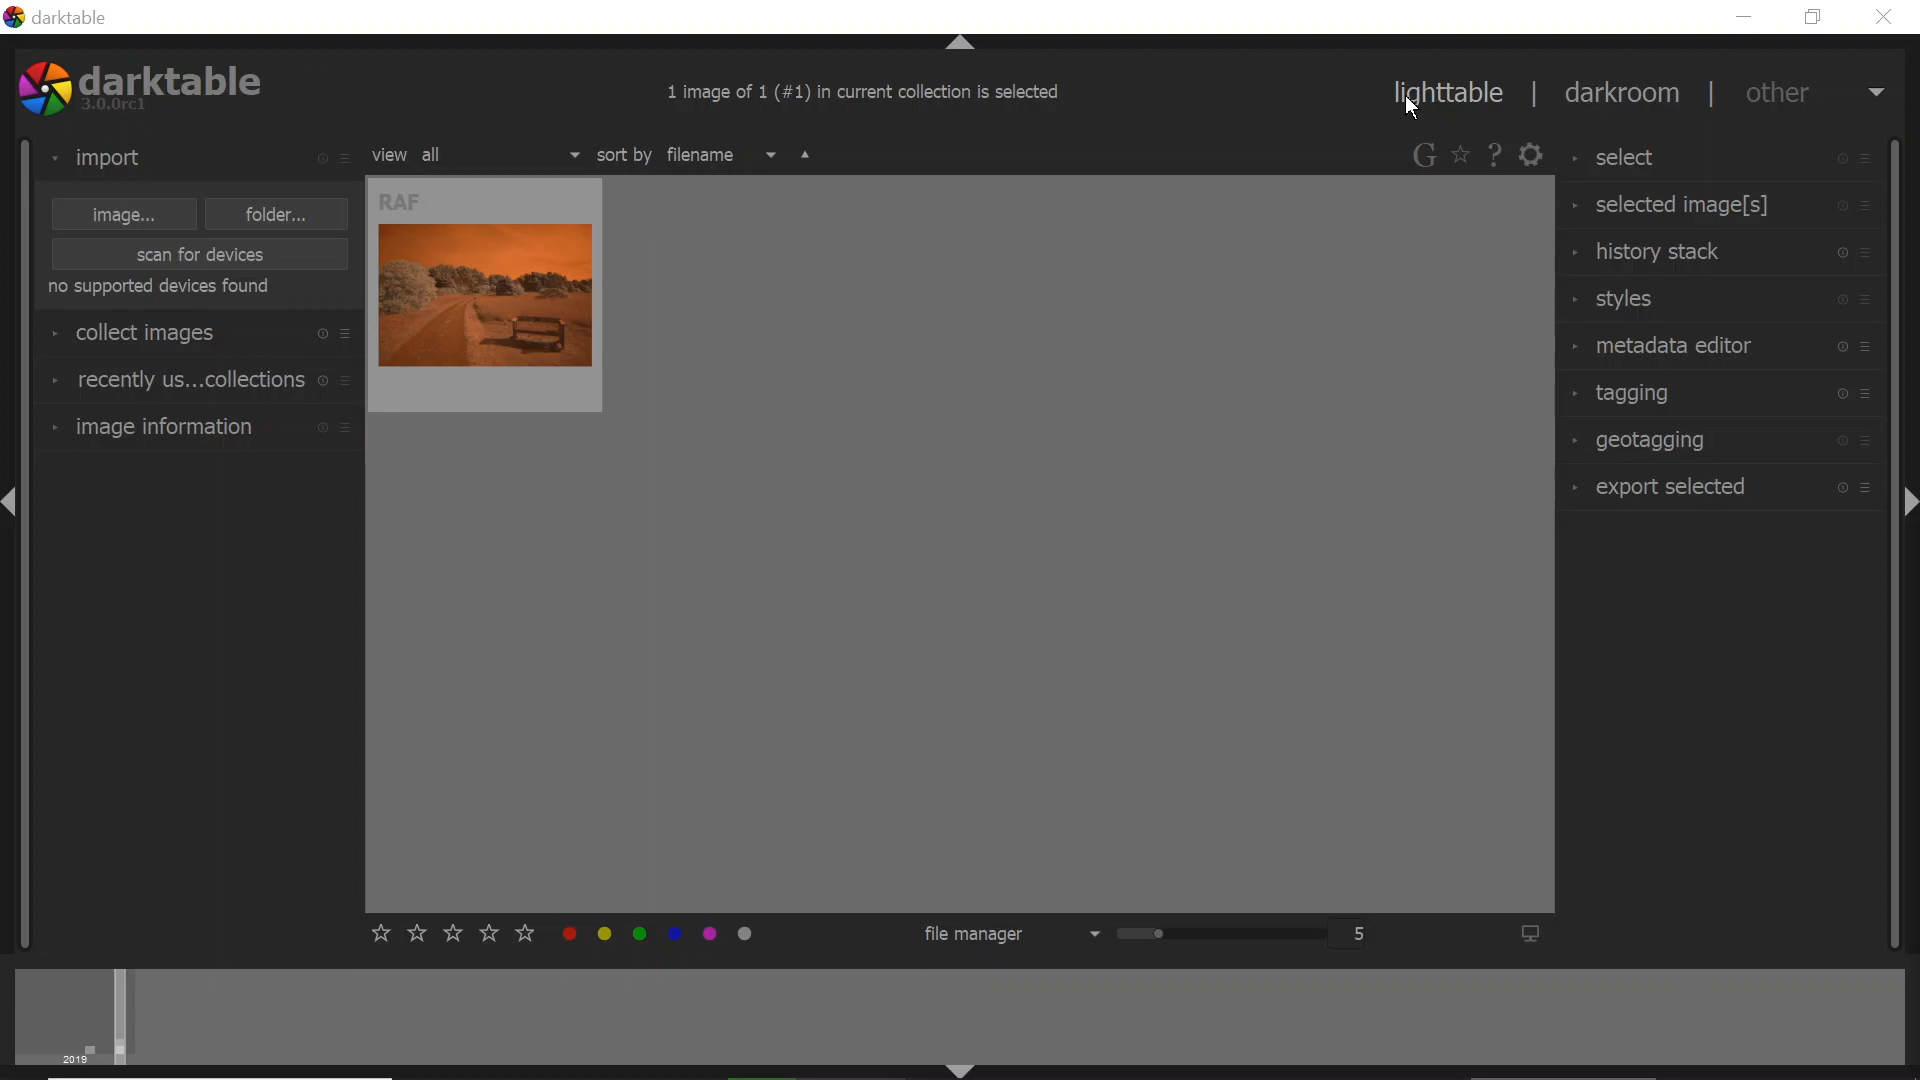 darktable
darktable
3.0.0rc1
1 image of 1 (#1) in current collection is selected
lighttable | darkroom | other
import
view all sort by filename
G ?
image... folder...
scan for devices
no supported devices found
collect images
recently us...collections
image information
RAF
select
selected image[s]
history stack
styles
metadata editor
tagging
geotagging
export selected
file manager 5
2019